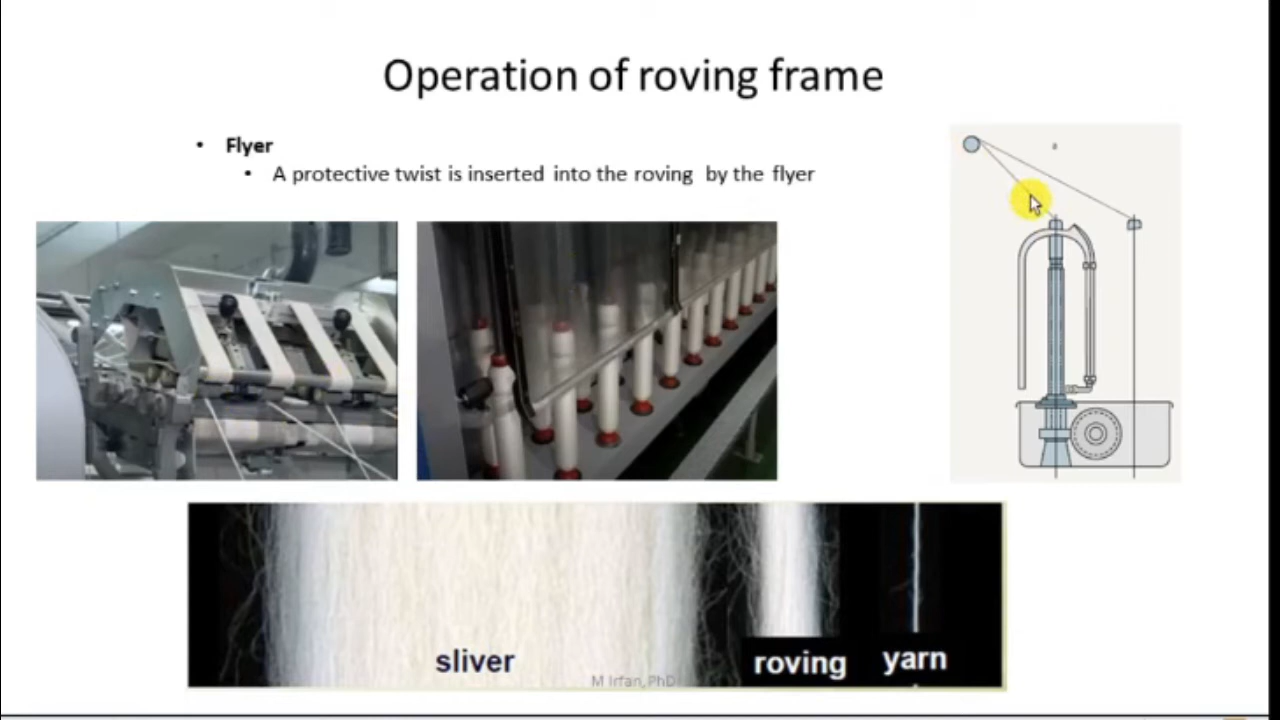 Operation of roving frame
• Flyer
• A protective twist is inserted into the roving by the flyer
a
sliver
roving
yarn
M Irfan, PhD